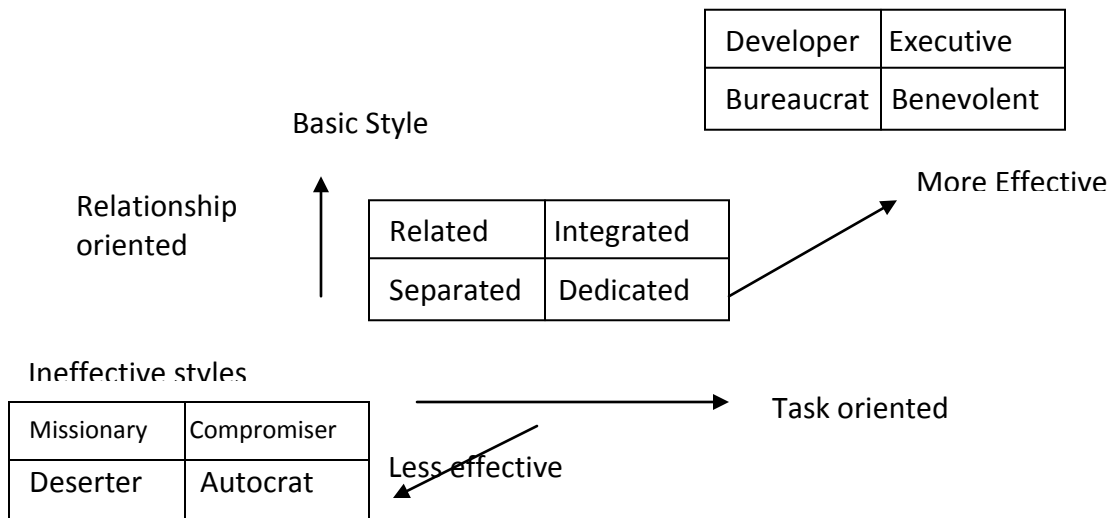 Developer Executive
Bureaucrat Benevolent
Basic Style
More Effective
Relationship
oriented
Related Integrated
Separated Dedicated
Ineffective styles
Task oriented
Missionary Compromiser
Less effective
Deserter Autocrat